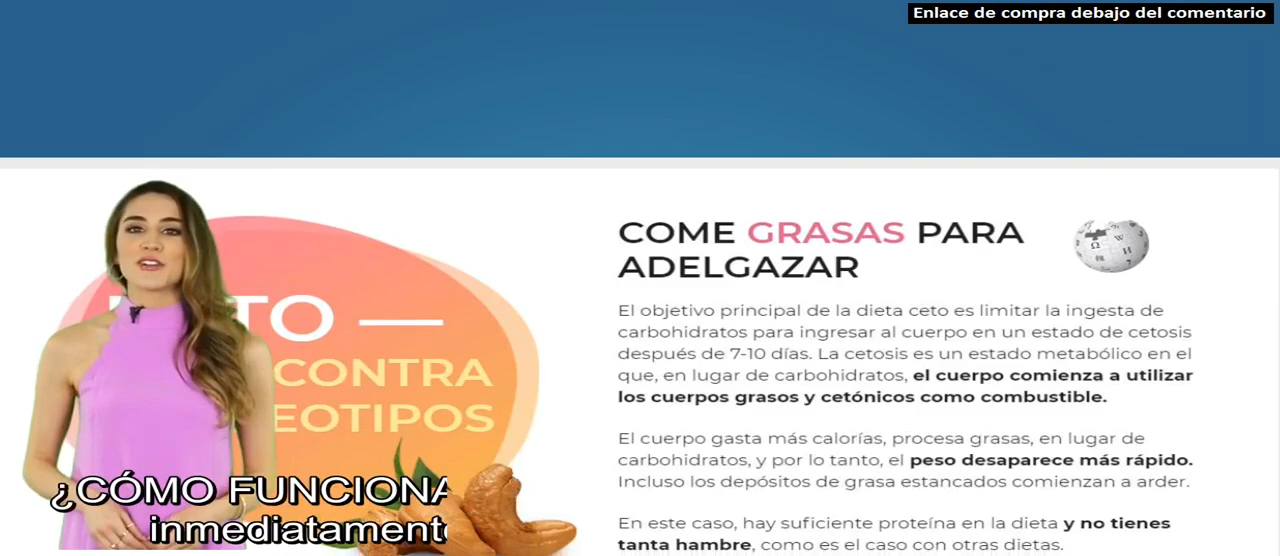 Enlace de compra debajo del comentario
COME GRASAS PARA
ADELGAZAR
El objetivo principal de la dieta ceto es limitar la ingesta de
carbohidratos para ingresar al cuerpo en un estado de cetosis
después de 7-10 días. La cetosis es un estado metabólico en el
que, en lugar de carbohidratos, el cuerpo comienza a utilizar
los cuerpos grasos y cetónicos como combustible.
El cuerpo gasta más calorías, procesa grasas, en lugar de
carbohidratos, y por lo tanto, el peso desaparece más rápido.
Incluso los depósitos de grasa estancados comienzan a arder.
En este caso, hay suficiente proteína en la dieta y no tienes
tanta hambre, como es el caso con otras dietas.
TO —
CONTRA
EOTIPOS
¿CÓMO FUNCIONA
inmediatament